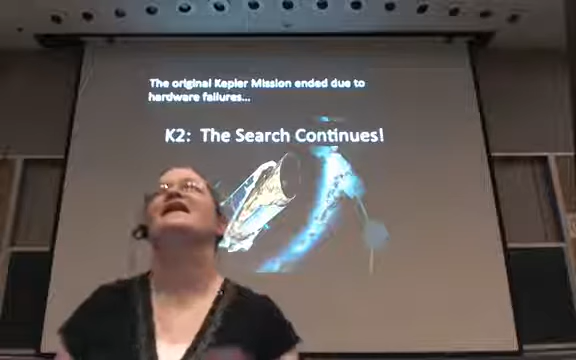 The original Kepler Mission ended due to
hardware failures...
K2: The Search Continues!